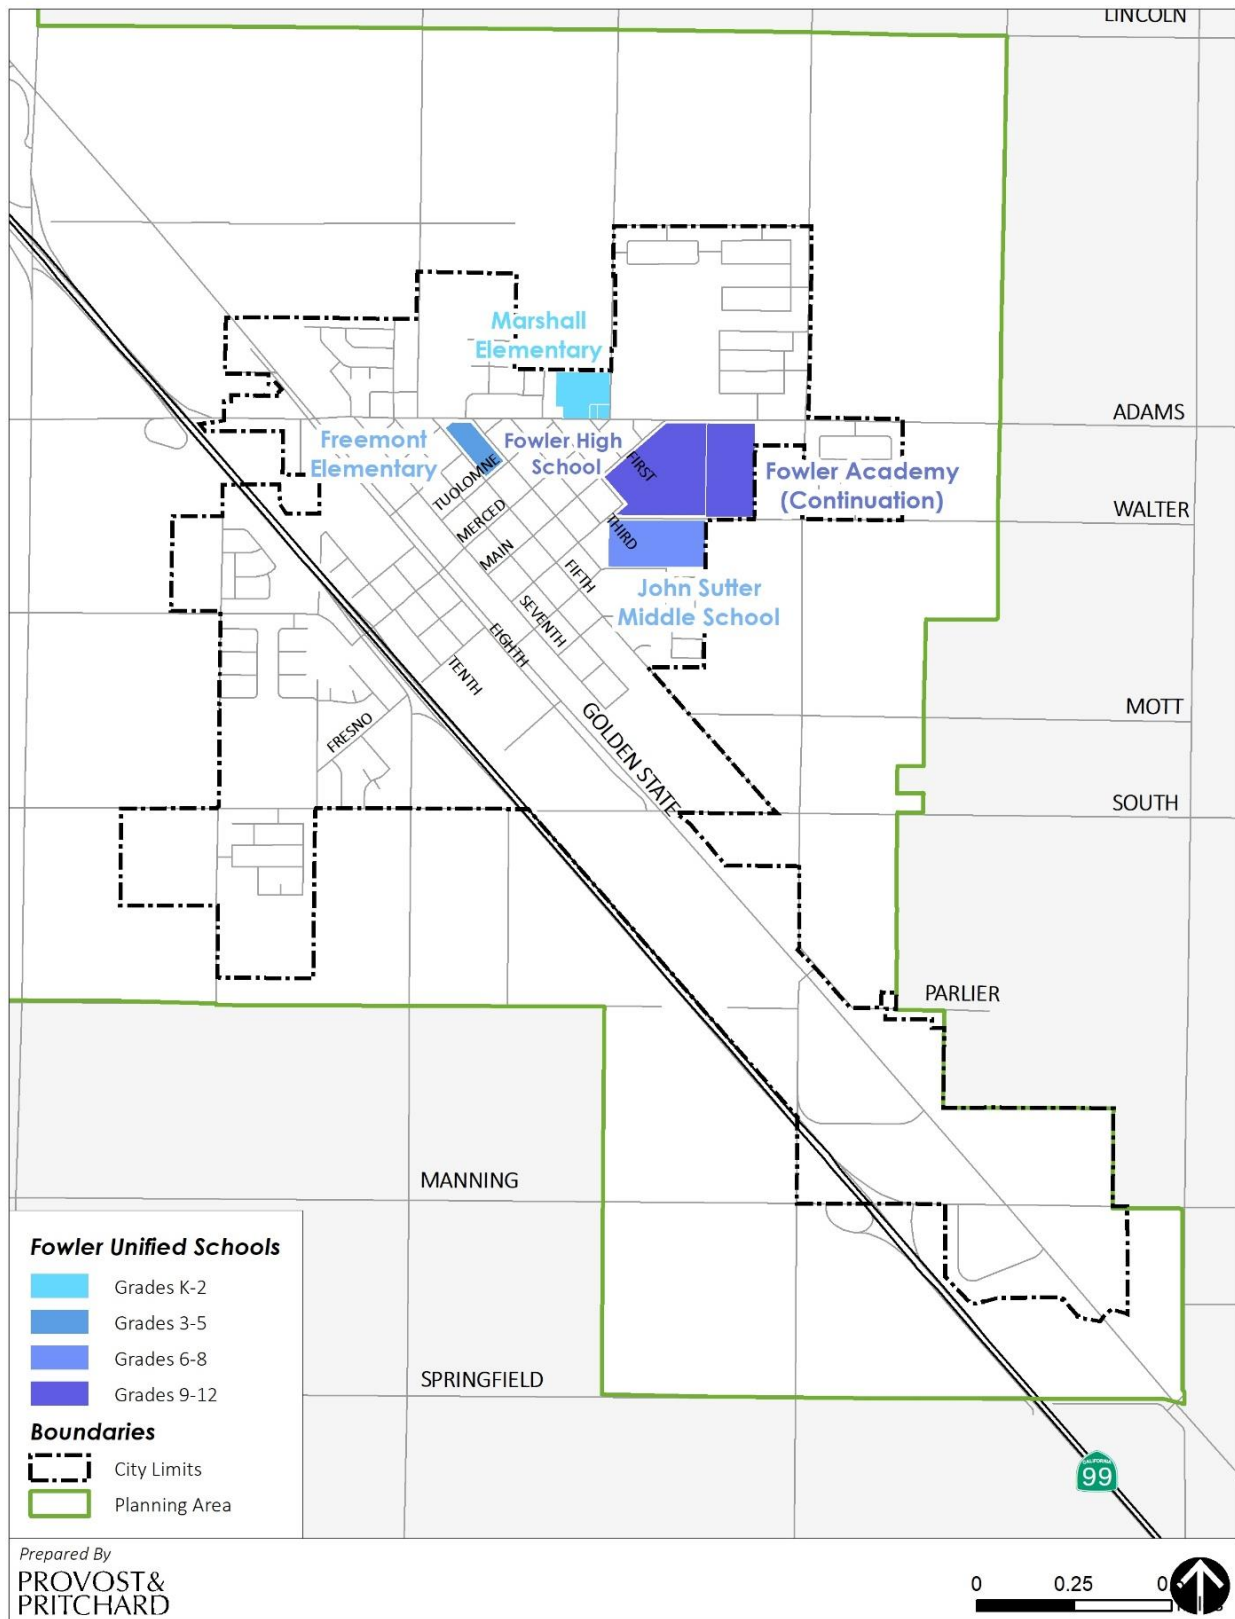 LINCOLN
Marshall
Elementary
ADAMS
Freemont
Elementary
Fowler High
School
FIRST
Fowler Academy
(Continuation)
TUOLOMNE
MERCED
WALTER
MAIN
THIRD
FIFTH
John Sutter
Middle School
SEVENTH
EIGHTH
TENTH
MOTT
GOLDEN STATE
FRESNO
SOUTH
PARLIER
MANNING
Fowler Unified Schools
Grades K-2
Grades 3-5
Grades 6-8
Grades 9-12
SPRINGFIELD
Boundaries
City Limits
Planning Area
CALIFORNIA
99
Prepared By
PROVOST&
PRITCHARD
0 0.25